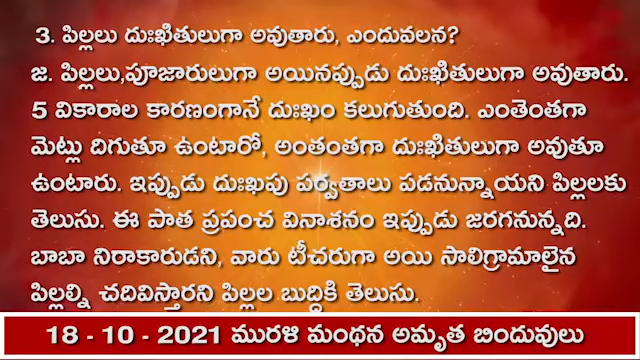 3. పిల్లలు దుఃఖితులుగా అవుతారు, ఎందువలన?
జ. పిల్లలు,పూజారులుగా అయినప్పుడు దుఃఖితులుగా అవుతారు.
5 వికారాల కారణంగానే దుఃఖం కలుగుతుంది. ఎంతెంతగా
మెట్లు దిగుతూ ఉంటారో, అంతంతగా దుఃఖితులుగా అవుతూ
ఉంటారు. ఇప్పుడు దుఃఖపు పర్వతాలు పడనున్నాయని పిల్లలకు
తెలుసు. ఈ పాత ప్రపంచ వినాశనం ఇప్పుడు జరగనున్నది.
బాబా నిరాకారుడని, వారు టీచరుగా అయి సాలిగ్రామాలైన
పిల్లల్ని చదివిస్తారని పిల్లల బుద్ధికి తెలుసు.
18 - 10 - 2021 మురళి మంథన అమృత బిందువులు